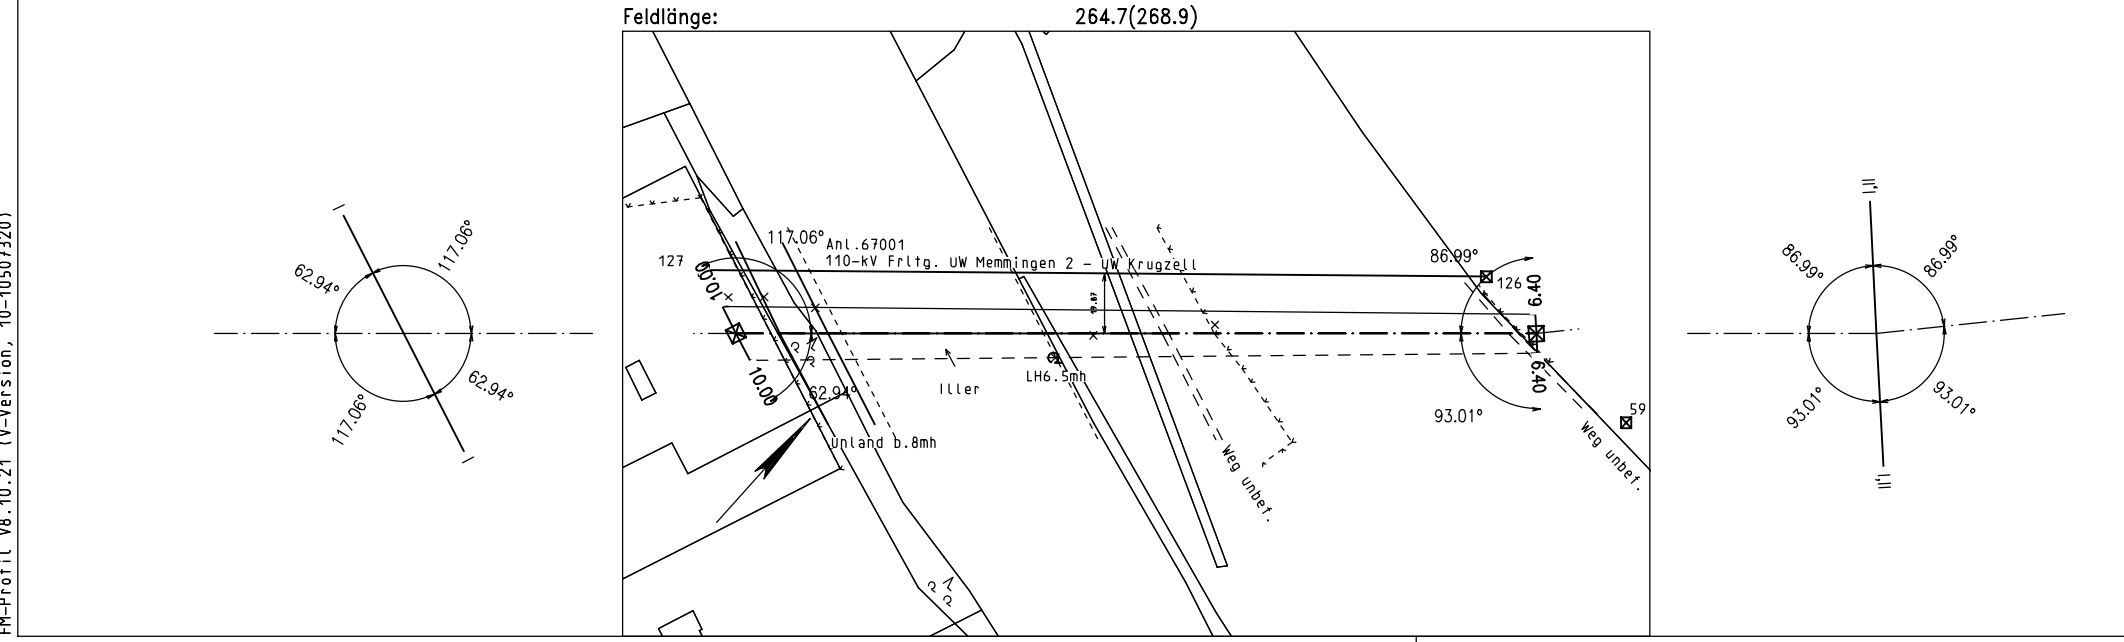 Feldlänge: 264.7(268.9)
FM-Profil V8.10.21 (V-Version, 10-10507320)
I
117.06°
62.94°
62.94°
117.06°
I
117.06°
Anl.67001
110-kV Frltg. UW Memmingen 2 - UW Krugzell
127
10.00
10.00
62.94°
Unland b.8mh
Iller
LH6.5mh
Weg unbef.
86.99°
126
6.40
6.40
93.01°
59
Weg unbef.
II,I
86.99°
86.99°
93.01°
93.01°
I,II